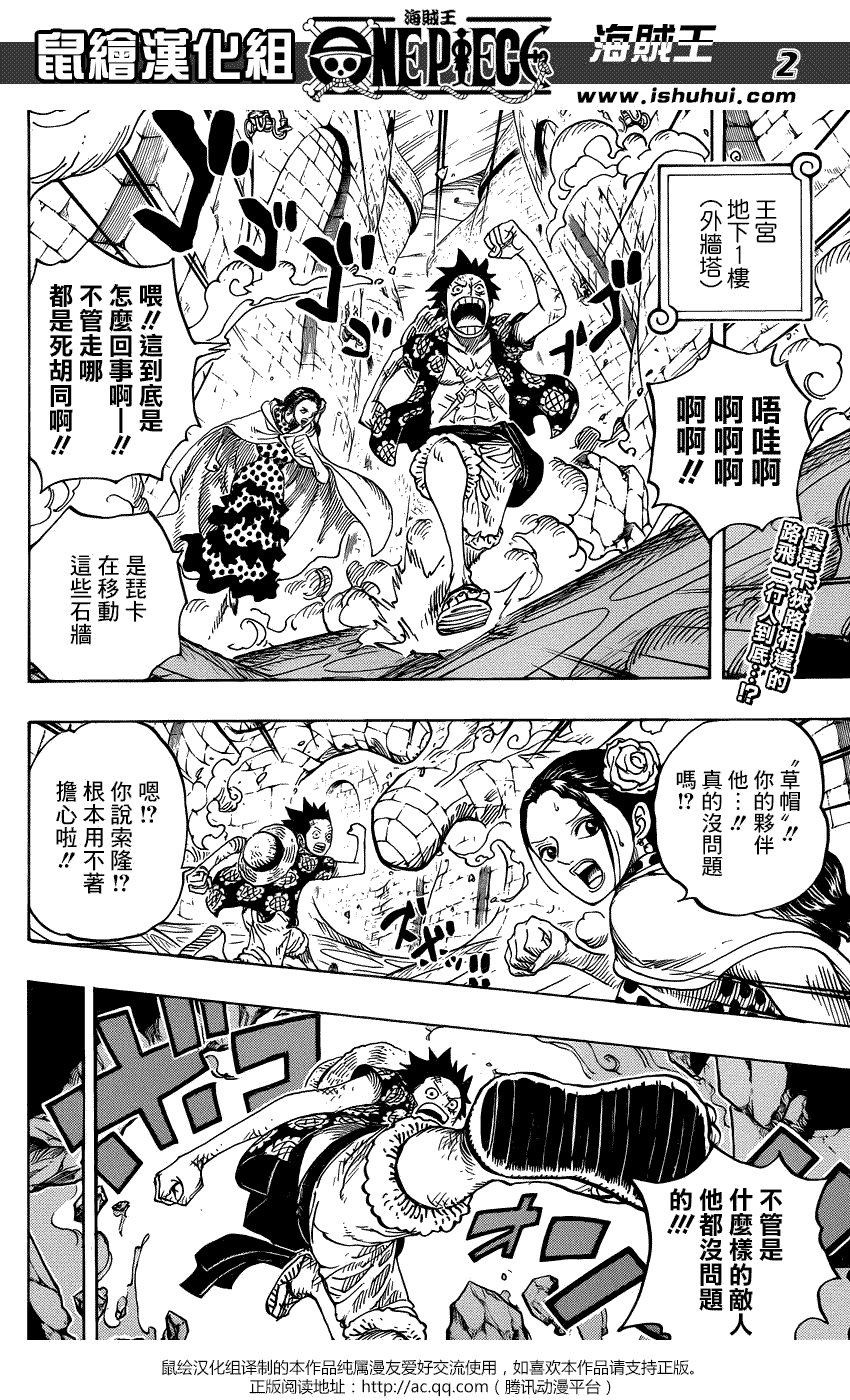 鼠繪漢化組
海賊王
ONE PIECE
海賊王
2
www.ishuhui.com
王宮
地下1樓
（外牆塔）
唔哇啊
啊啊啊
啊啊!!
喂!!這到底是
怎麼回事啊—!!
不管走哪
都是死胡同啊!!
是琵卡
在移動
這些石牆
與琵卡狹路相逢的
路飛一行人到底…!?
ゴゴゴ
ゴゴ
〝草帽〞!!
你的夥伴
他…!!
真的沒問題
嗎!?
嗯!?
你說索隆!?
根本用不著
擔心啦!!
ズズズ
不管是
什麼樣的敵人
他都沒問題
的!!!
鼠绘汉化组译制的本作品纯属漫友爱好交流使用，如喜欢本作品请支持正版。
正版阅读地址：http://ac.qq.com（腾讯动漫平台）